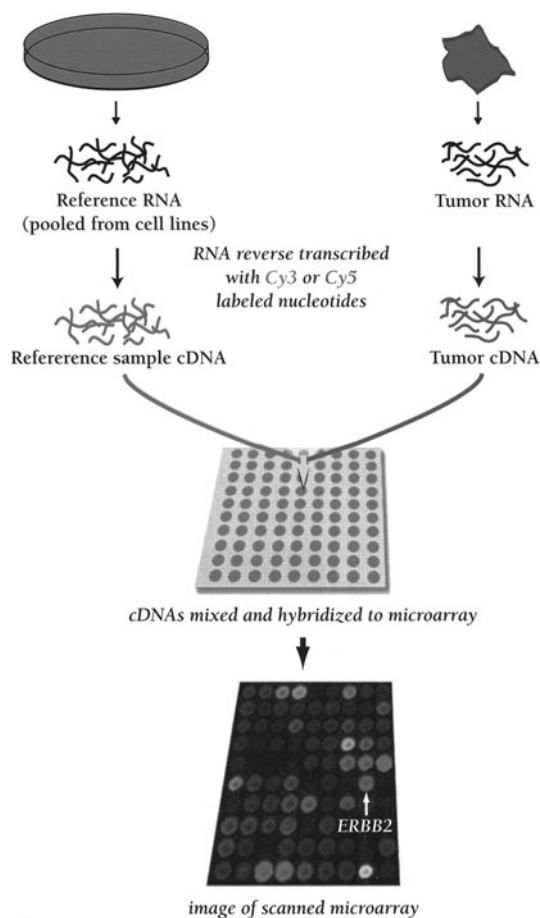 Reference RNA
(pooled from cell lines)
Tumor RNA
RNA reverse transcribed
with Cy3 or Cy5
labeled nucleotides
Refererence sample cDNA
Tumor cDNA
cDNAs mixed and hybridized to microarray
ERBB2
image of scanned microarray